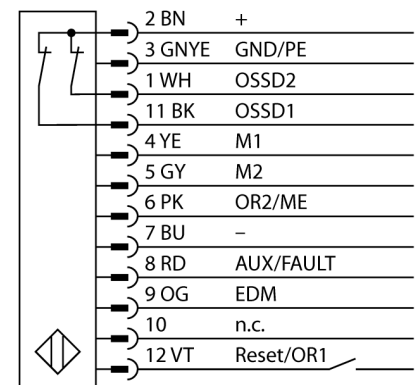 2 BN +
3 GNYE GND/PE
1 WH OSSD2
11 BK OSSD1
4 YE M1
5 GY M2
6 PK OR2/ME
7 BU –
8 RD AUX/FAULT
9 OG EDM
10 n.c.
12 VT Reset/OR1